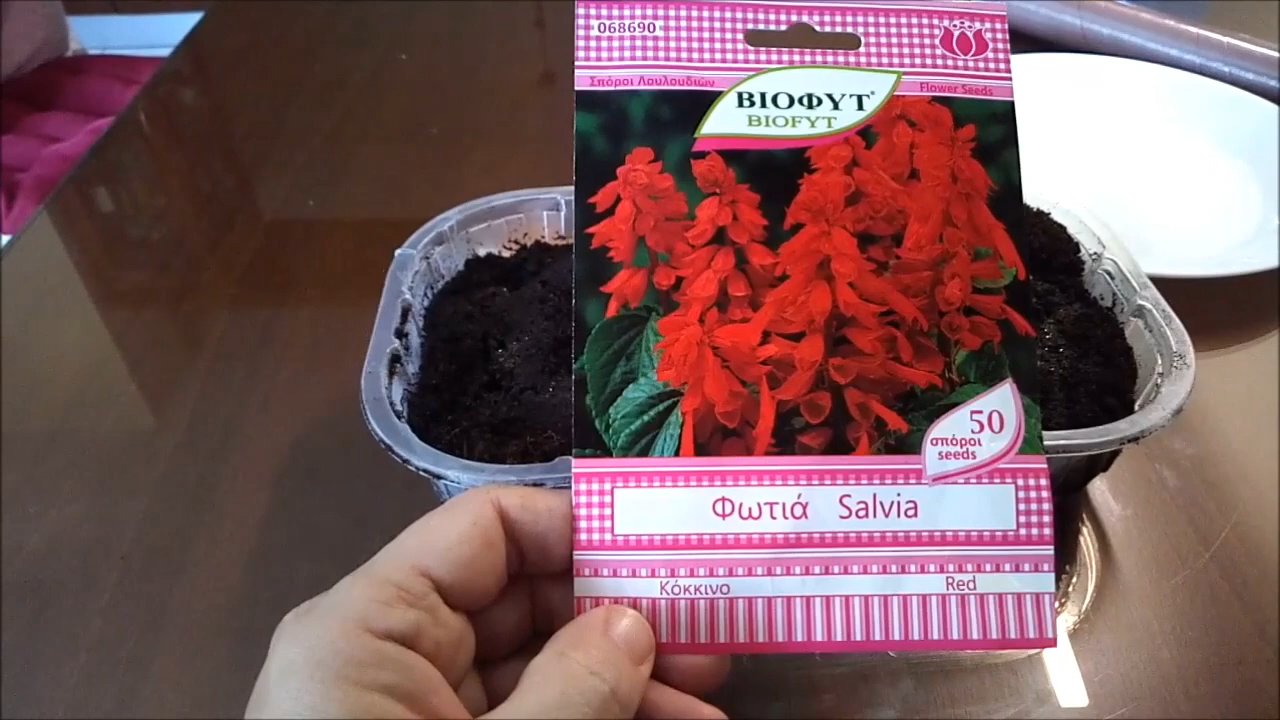 068690
Σπόροι Λουλουδιών
Flower Seeds
ΒΙΟΦΥΤ®
BIOFYT
50
σπόροι
seeds
Φωτιά Salvia
Κόκκινο Red